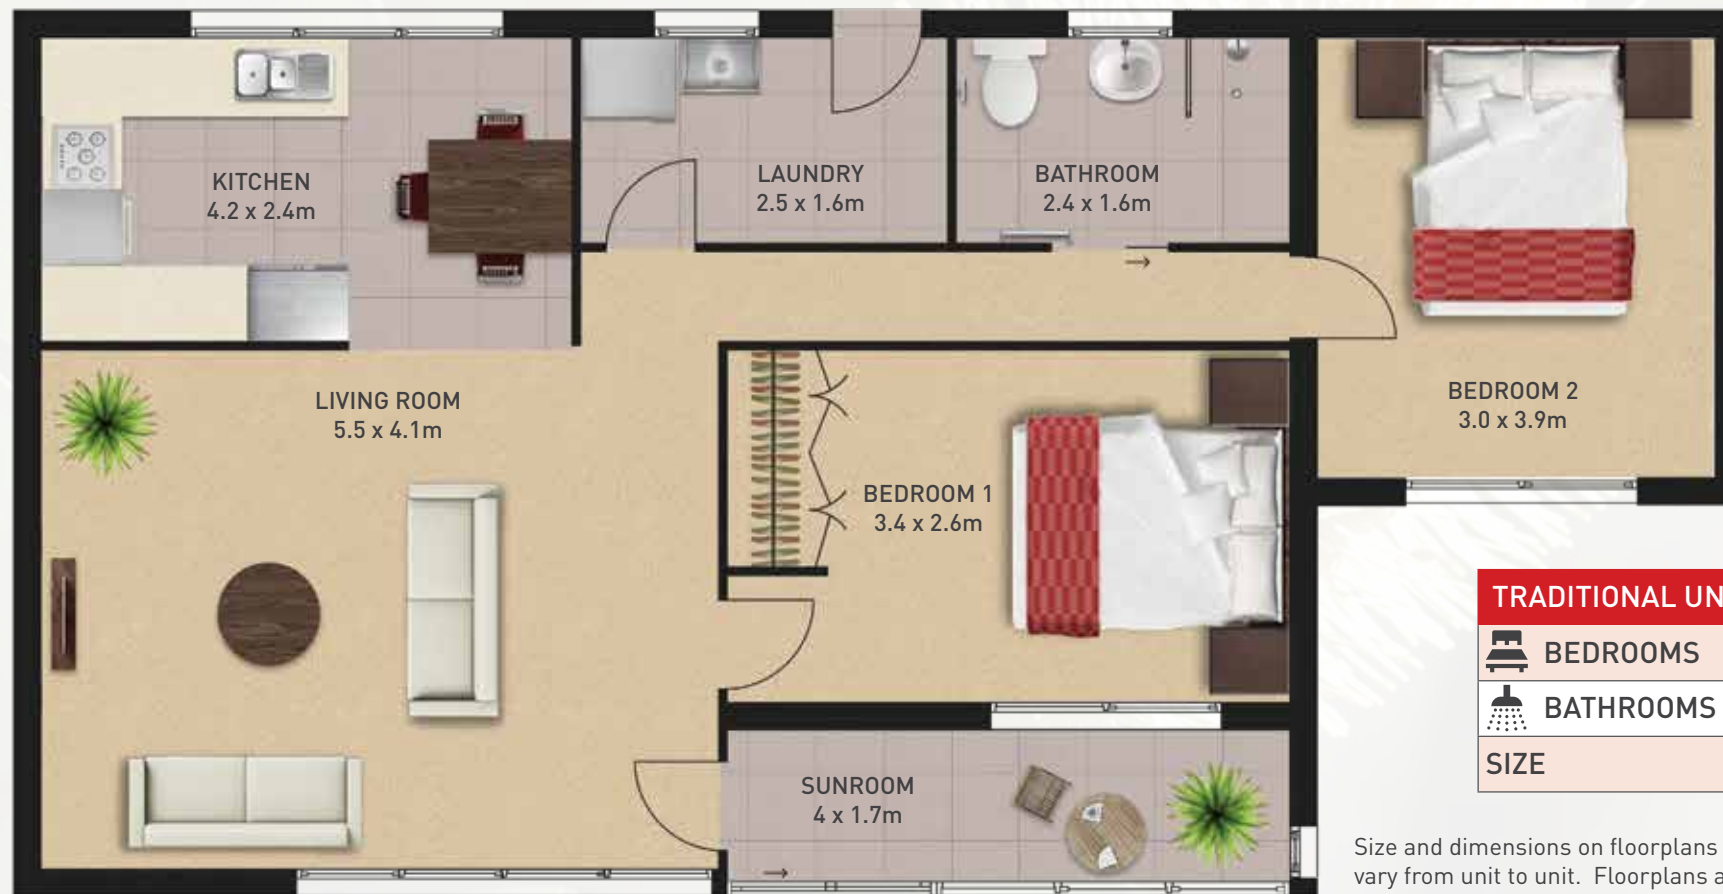 KITCHEN
4.2 x 2.4m
LAUNDRY
2.5 x 1.6m
BATHROOM
2.4 x 1.6m
LIVING ROOM
5.5 x 4.1m
BEDROOM 1
3.4 x 2.6m
BEDROOM 2
3.0 x 3.9m
SUNROOM
4 x 1.7m
TRADITIONAL UN
BEDROOMS
BATHROOMS
SIZE
Size and dimensions on floorplans
vary from unit to unit. Floorplans a